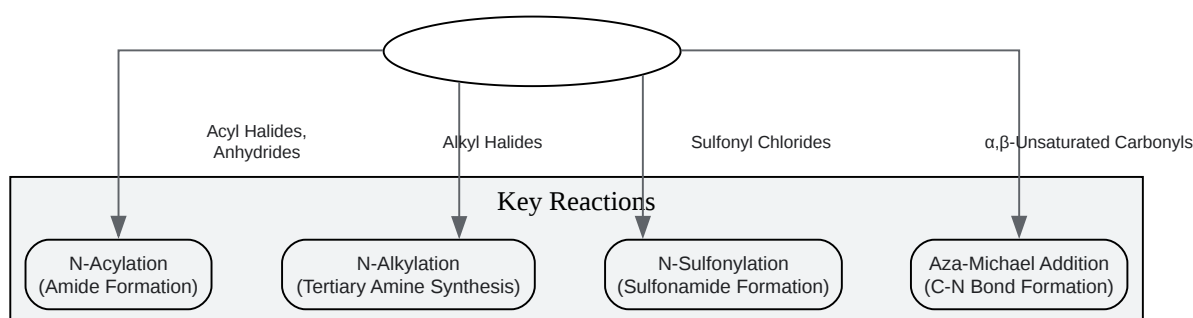 Acyl Halides,
Anhydrides
Alkyl Halides
Sulfonyl Chlorides
α,β-Unsaturated Carbonyls
Key Reactions
N-Acylation
(Amide Formation)
N-Alkylation
(Tertiary Amine Synthesis)
N-Sulfonylation
(Sulfonamide Formation)
Aza-Michael Addition
(C-N Bond Formation)